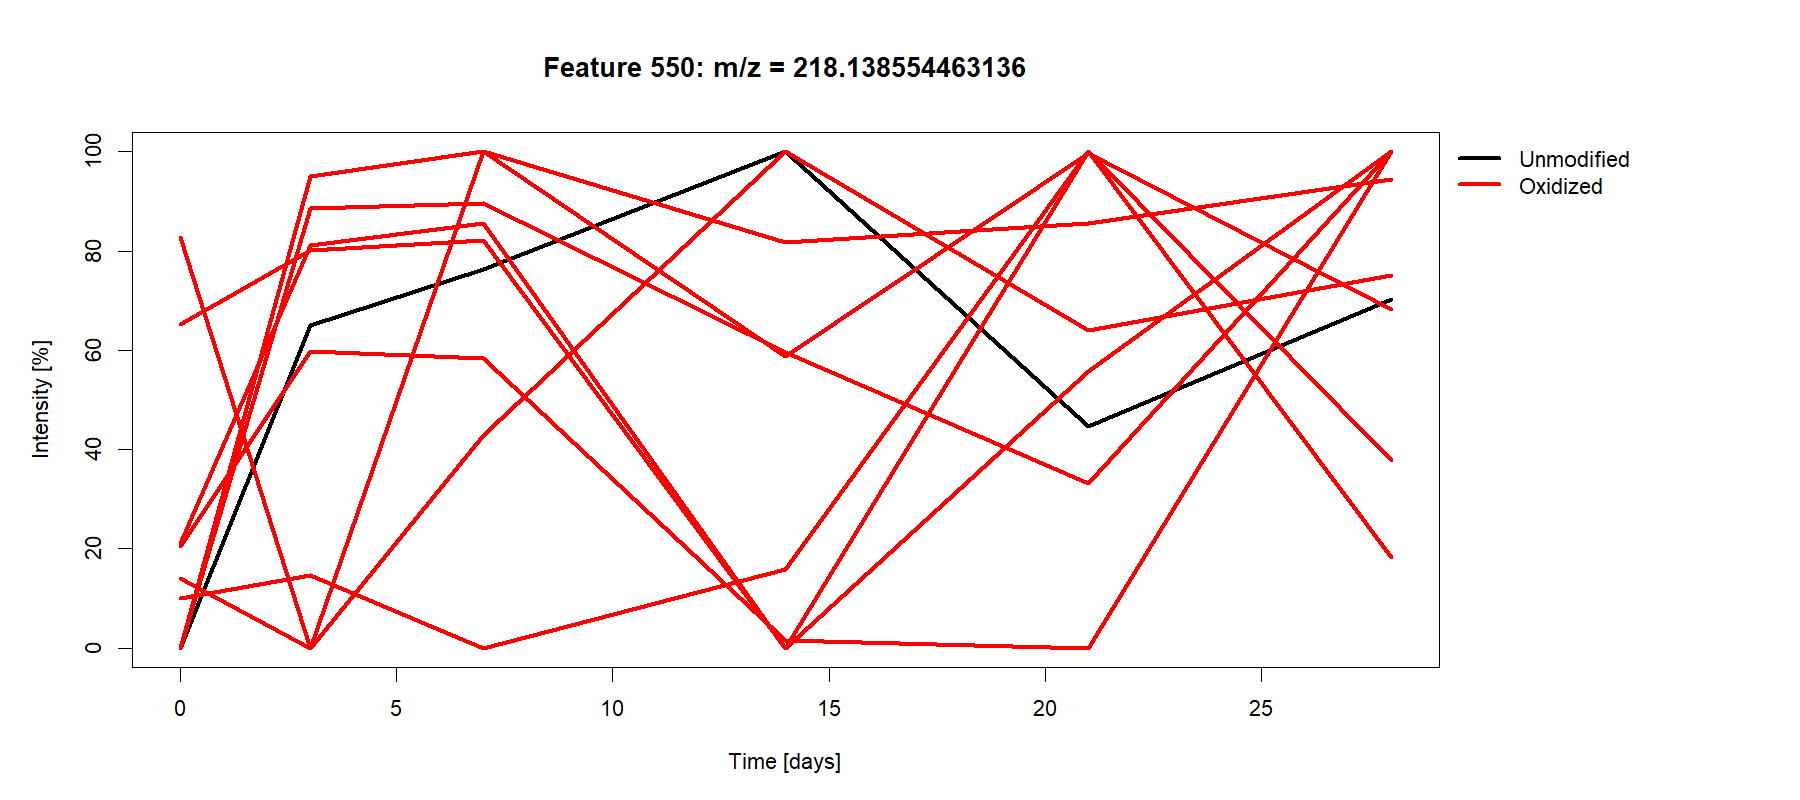 Feature 550: m/z = 218.138554463136
100
80
60
40
20
0
Intensity [%]
0 5 10 15 20 25
Time [days]
Unmodified
Oxidized